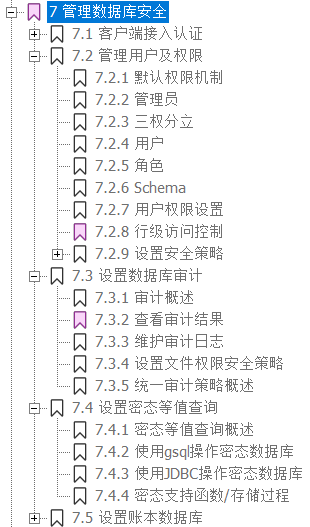 7 管理数据库安全
7.1 客户端接入认证
7.2 管理用户及权限
7.2.1 默认权限机制
7.2.2 管理员
7.2.3 三权分立
7.2.4 用户
7.2.5 角色
7.2.6 Schema
7.2.7 用户权限设置
7.2.8 行级访问控制
7.2.9 设置安全策略
7.3 设置数据库审计
7.3.1 审计概述
7.3.2 查看审计结果
7.3.3 维护审计日志
7.3.4 设置文件权限安全策略
7.3.5 统一审计策略概述
7.4 设置密态等值查询
7.4.1 密态等值查询概述
7.4.2 使用gsql操作密态数据库
7.4.3 使用JDBC操作密态数据库
7.4.4 密态支持函数/存储过程
7.5 设置账本数据库